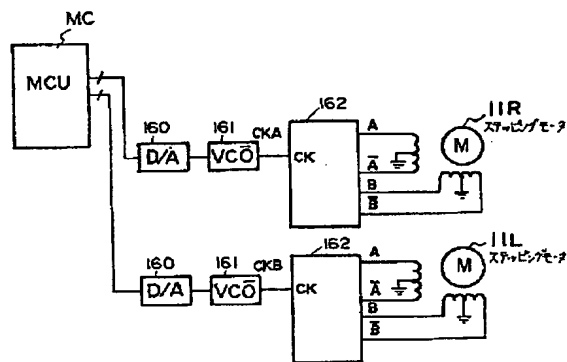 MC
MCU
160
D/A
161
VCO
CKA
162
CK
A
A̅
B
B̅
11R
ステッピングモータ
M
160
D/A
161
VCO
CKB
162
CK
A
A̅
B
B̅
11L
ステッピングモータ
M